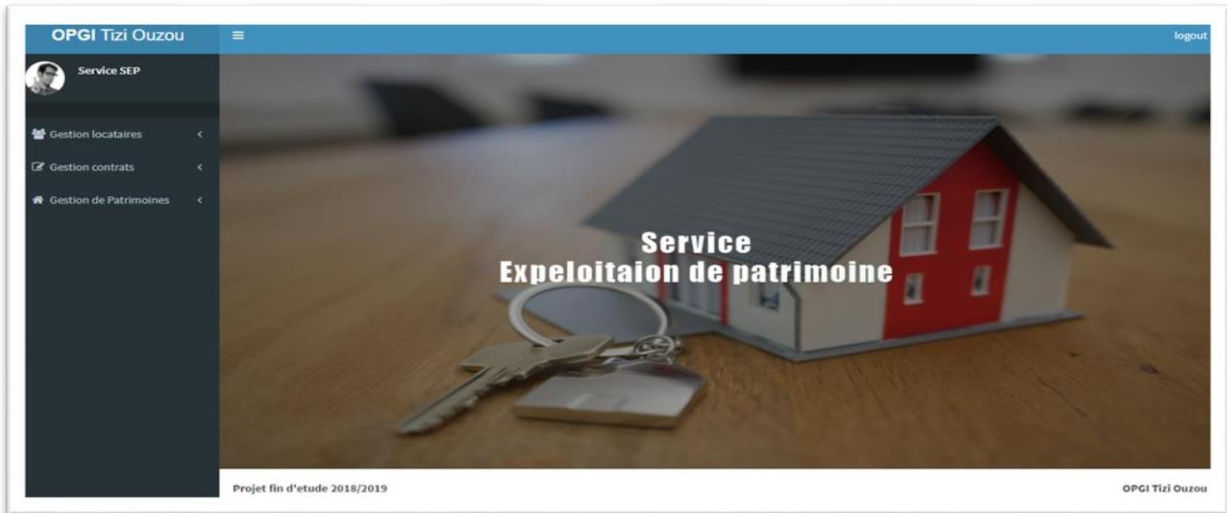 OPGI Tizi Ouzou
logout
Service SEP
Gestion locataires
Gestion contrats
Gestion de Patrimoines
Service
Expeloitaion de patrimoine
Projet fin d'etude 2018/2019
OPGI Tizi Ouzou